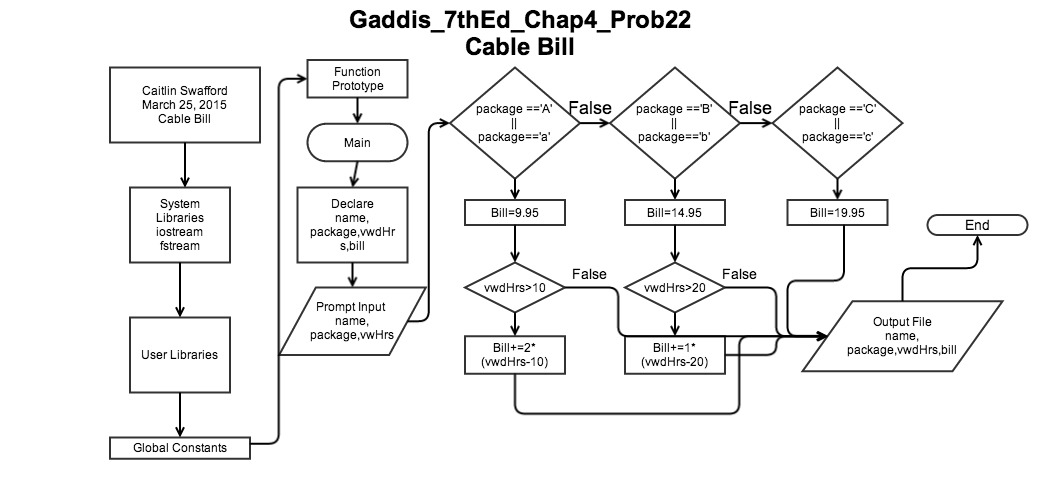 Gaddis_7thEd_Chap4_Prob22
Cable Bill
Caitlin Swafford
March 25, 2015
Cable Bill
System
Libraries
iostream
fstream
User Libraries
Global Constants
Function
Prototype
Main
Declare
name,
package,vwdHr
s,bill
Prompt Input
name,
package,vwHrs
package =='A'
||
package=='a'
False
package =='B'
||
package=='b'
False
package =='C'
||
package=='c'
Bill=9.95
Bill=14.95
Bill=19.95
vwdHrs>10
False
vwdHrs>20
False
Bill+=2*
(vwdHrs-10)
Bill+=1*
(vwdHrs-20)
Output File
name,
package,vwdHrs,bill
End